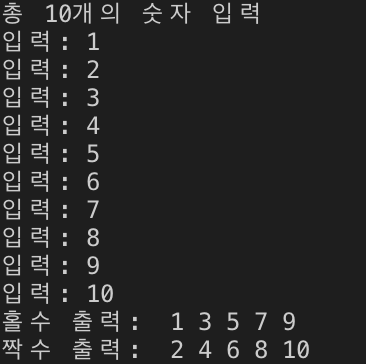 총 10개의 숫자 입력
입력: 1
입력: 2
입력: 3
입력: 4
입력: 5
입력: 6
입력: 7
입력: 8
입력: 9
입력: 10
홀수 출력: 1 3 5 7 9
짝수 출력: 2 4 6 8 10